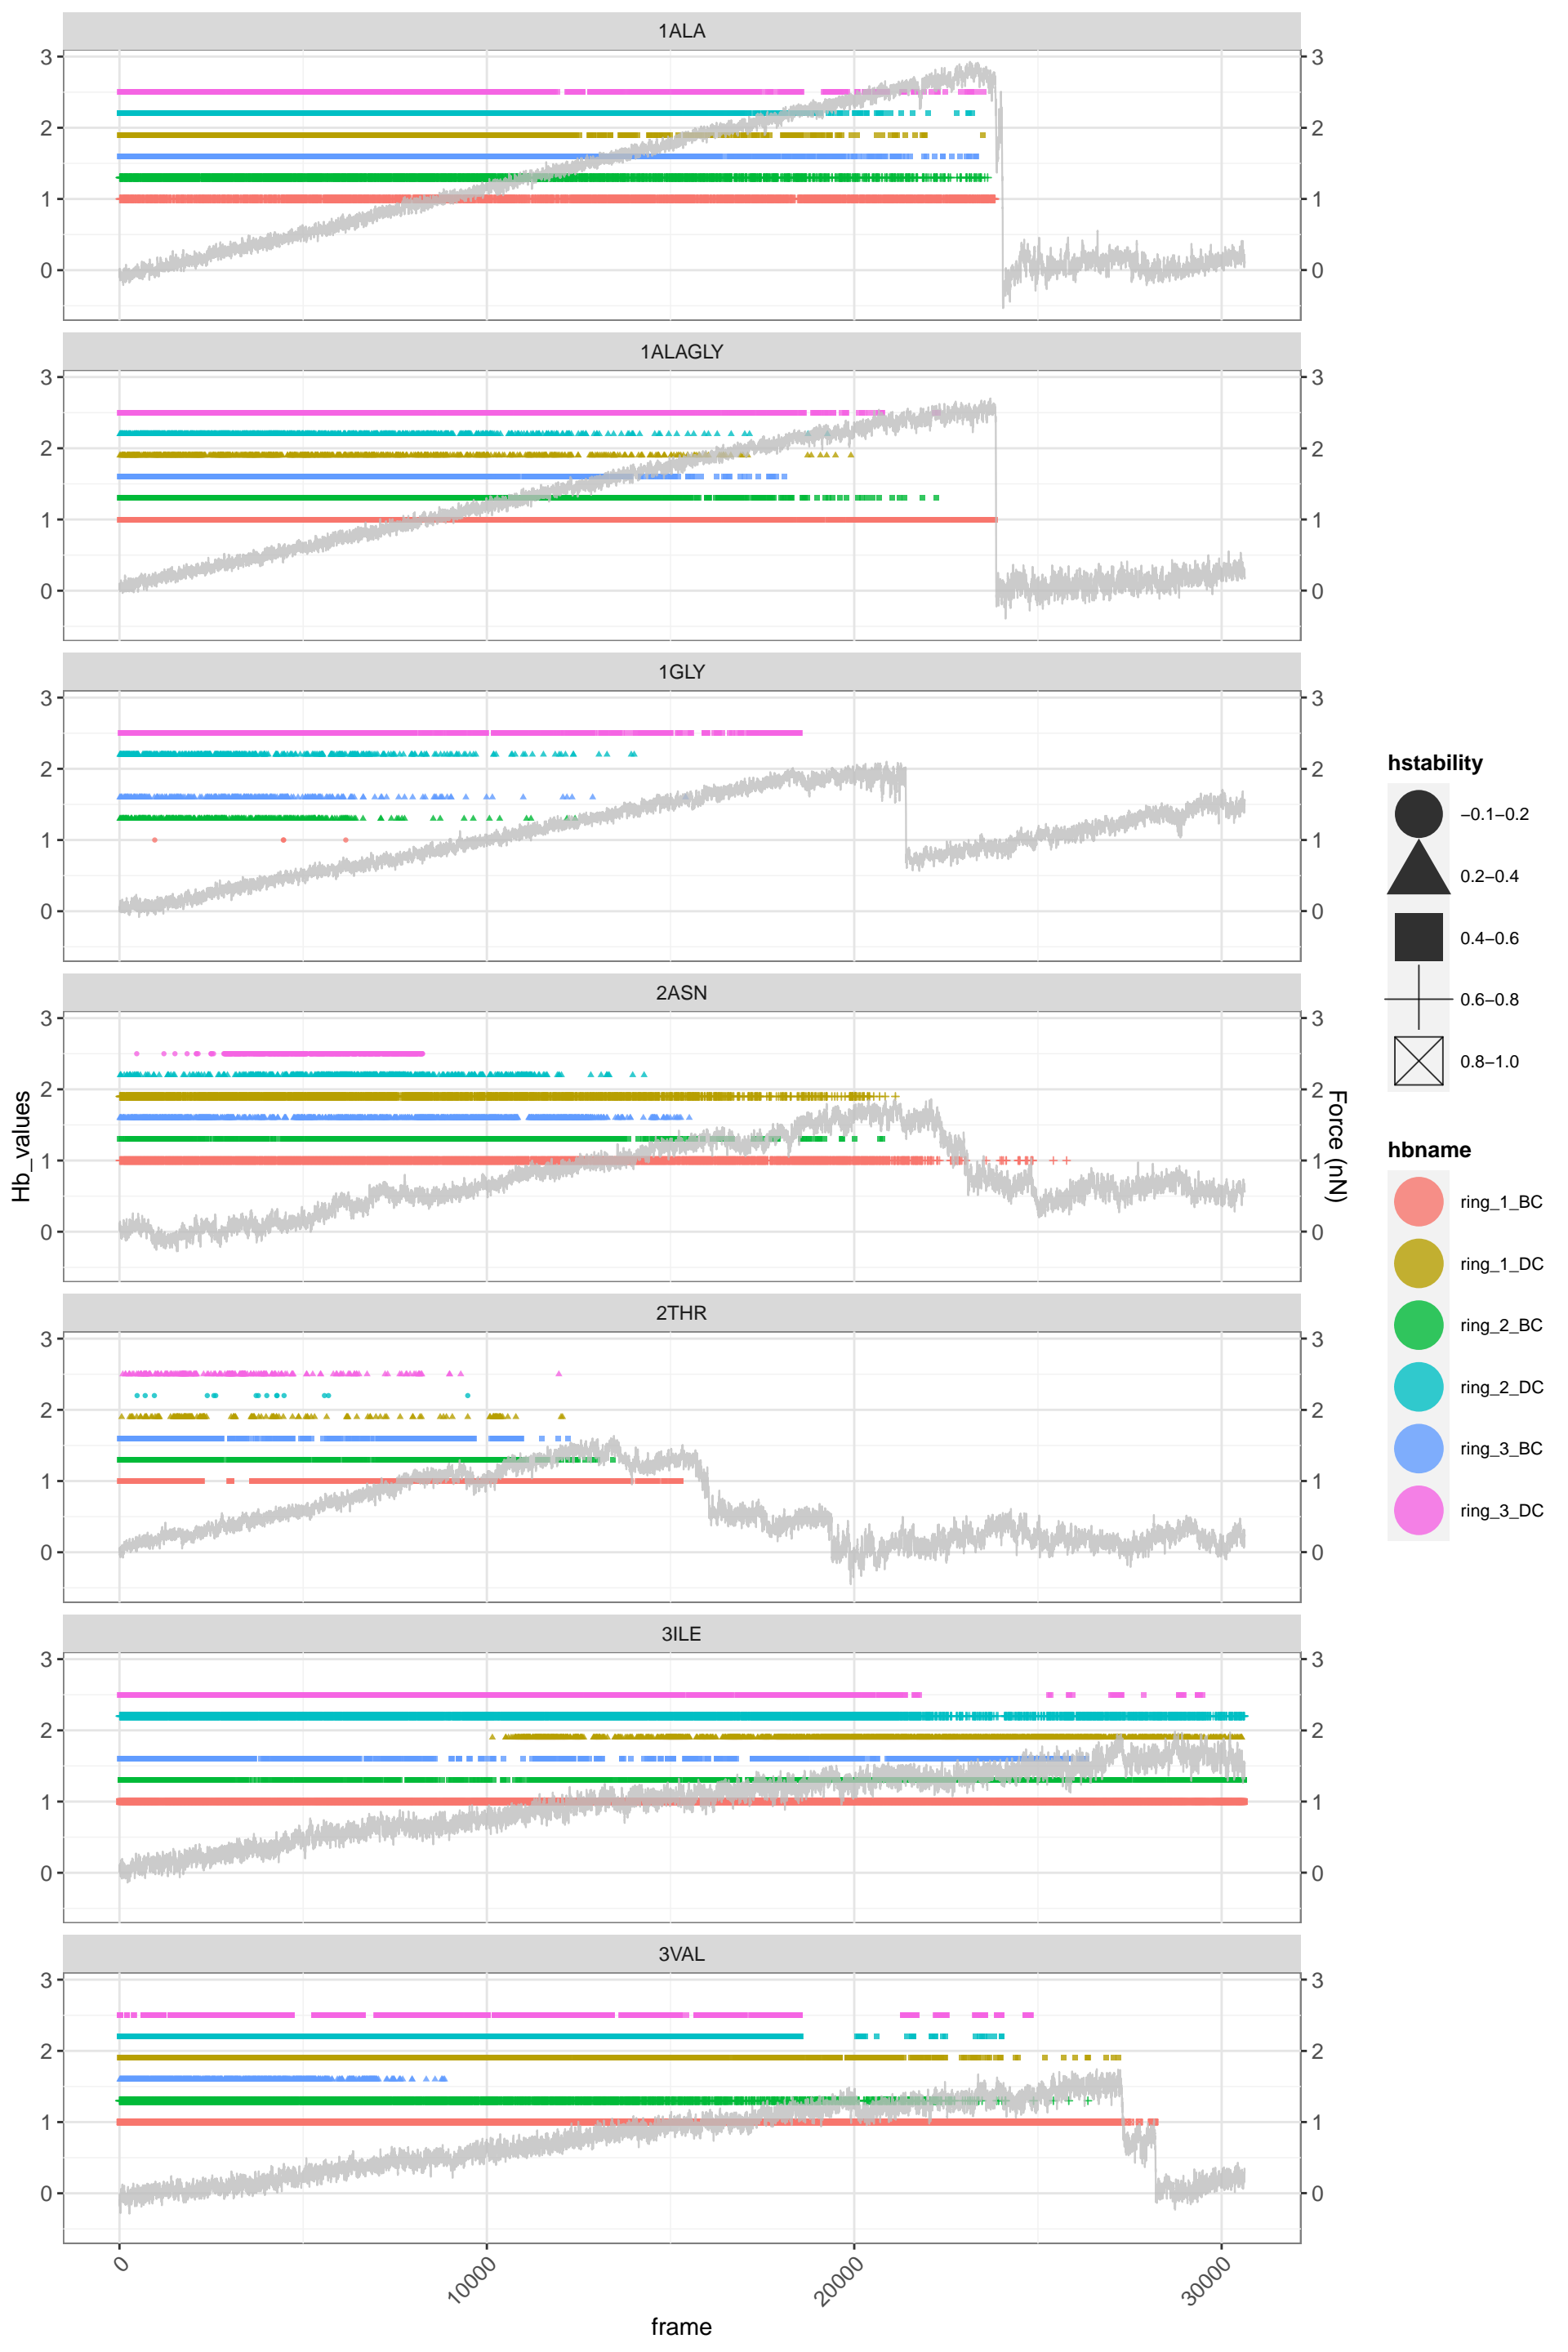 1ALA
3 3
2 2
1 1
0 0
1ALAGLY
3 3
2 2
1 1
0 0
1GLY
3 3
2 2
1 1
0 0
2ASN
3 3
2 2
1 1
0 0
2THR
3 3
2 2
1 1
0 0
3ILE
3 3
2 2
1 1
0 0
3VAL
3 3
2 2
1 1
0 0
0 10000 20000 30000
frame
Hb_values
Force (nN)
hstability
−0.1−0.2
0.2−0.4
0.4−0.6
0.6−0.8
0.8−1.0
hbname
ring_1_BC
ring_1_DC
ring_2_BC
ring_2_DC
ring_3_BC
ring_3_DC